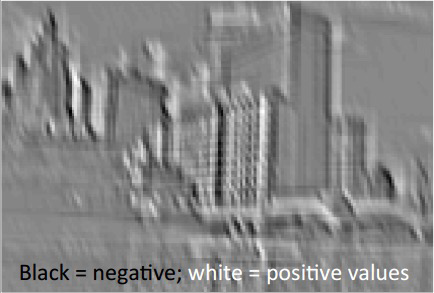 Black = negative; white = positive values